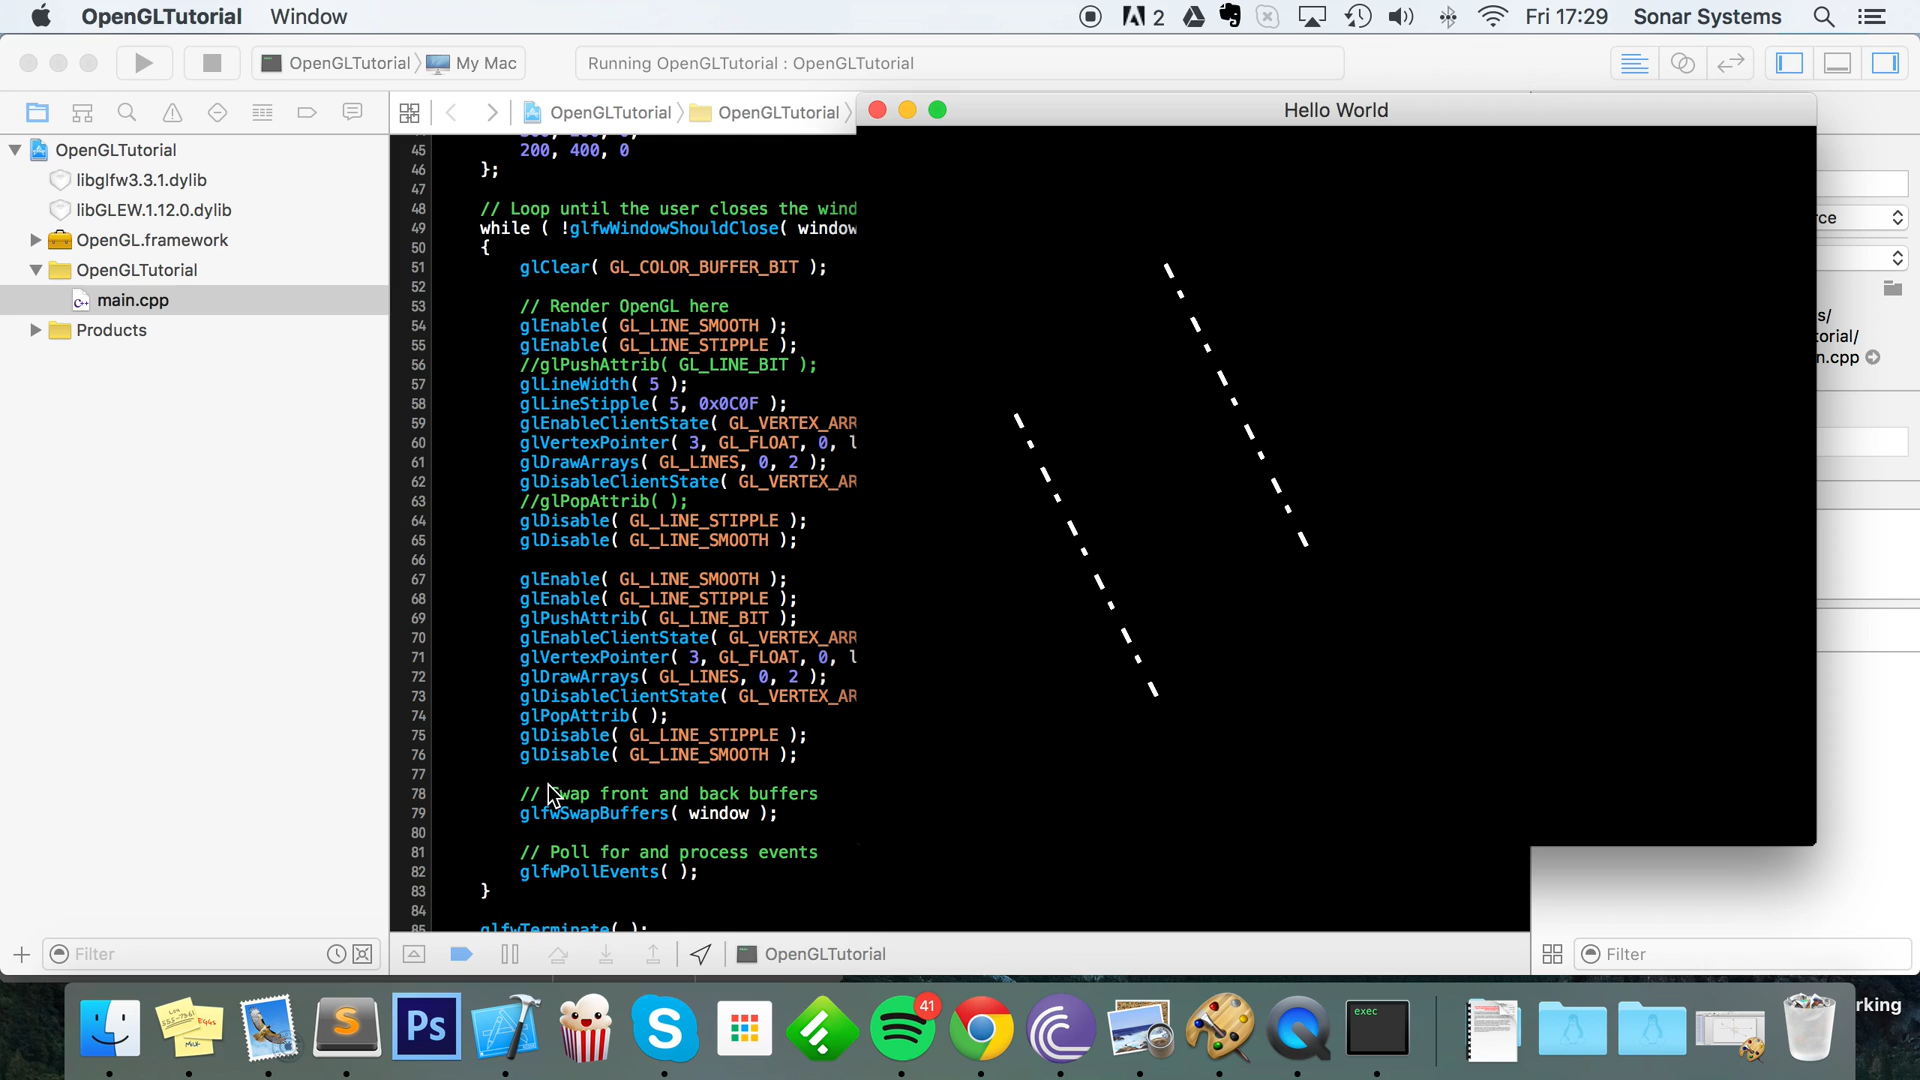 OpenGLTutorial Window
2 Fri 17:29 Sonar Systems
OpenGLTutorial My Mac Running OpenGLTutorial : OpenGLTutorial
OpenGLTutorial OpenGLTutorial Hello World
OpenGLTutorial
libglfw3.3.1.dylib
libGLEW.1.12.0.dylib
OpenGL.framework
OpenGLTutorial
main.cpp
Products
45 200, 400, 0
46 };
47
48 // Loop until the user closes the wind
49 while ( !glfwWindowShouldClose( window
50 {
51 glClear( GL_COLOR_BUFFER_BIT );
52
53 // Render OpenGL here
54 glEnable( GL_LINE_SMOOTH );
55 glEnable( GL_LINE_STIPPLE );
56 //glPushAttrib( GL_LINE_BIT );
57 glLineWidth( 5 );
58 glLineStipple( 5, 0x0C0F );
59 glEnableClientState( GL_VERTEX_ARR
60 glVertexPointer( 3, GL_FLOAT, 0, l
61 glDrawArrays( GL_LINES, 0, 2 );
62 glDisableClientState( GL_VERTEX_AR
63 //glPopAttrib( );
64 glDisable( GL_LINE_STIPPLE );
65 glDisable( GL_LINE_SMOOTH );
66
67 glEnable( GL_LINE_SMOOTH );
68 glEnable( GL_LINE_STIPPLE );
69 glPushAttrib( GL_LINE_BIT );
70 glEnableClientState( GL_VERTEX_ARR
71 glVertexPointer( 3, GL_FLOAT, 0, l
72 glDrawArrays( GL_LINES, 0, 2 );
73 glDisableClientState( GL_VERTEX_AR
74 glPopAttrib( );
75 glDisable( GL_LINE_STIPPLE );
76 glDisable( GL_LINE_SMOOTH );
77
78 // Swap front and back buffers
79 glfwSwapBuffers( window );
80
81 // Poll for and process events
82 glfwPollEvents( );
83 }
84
85 glfwTerminate( );
rce
s/
orial/
n.cpp
Filter
OpenGLTutorial
Filter
Ps
41
exec
rking